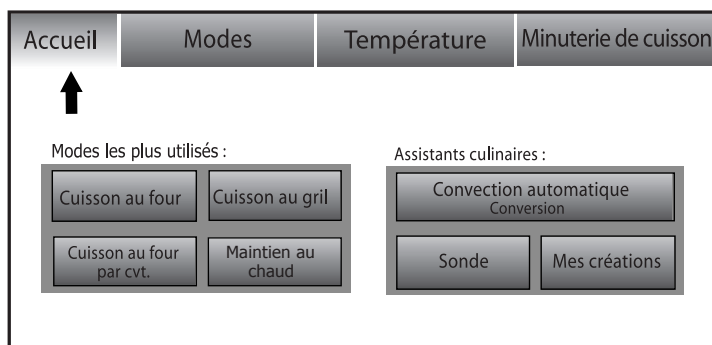 Accueil
Modes
Température
Minuterie de cuisson
Modes les plus utilisés :
Cuisson au four
Cuisson au gril
Cuisson au four
par cvt.
Maintien au
chaud
Assistants culinaires :
Convection automatique
Conversion
Sonde
Mes créations